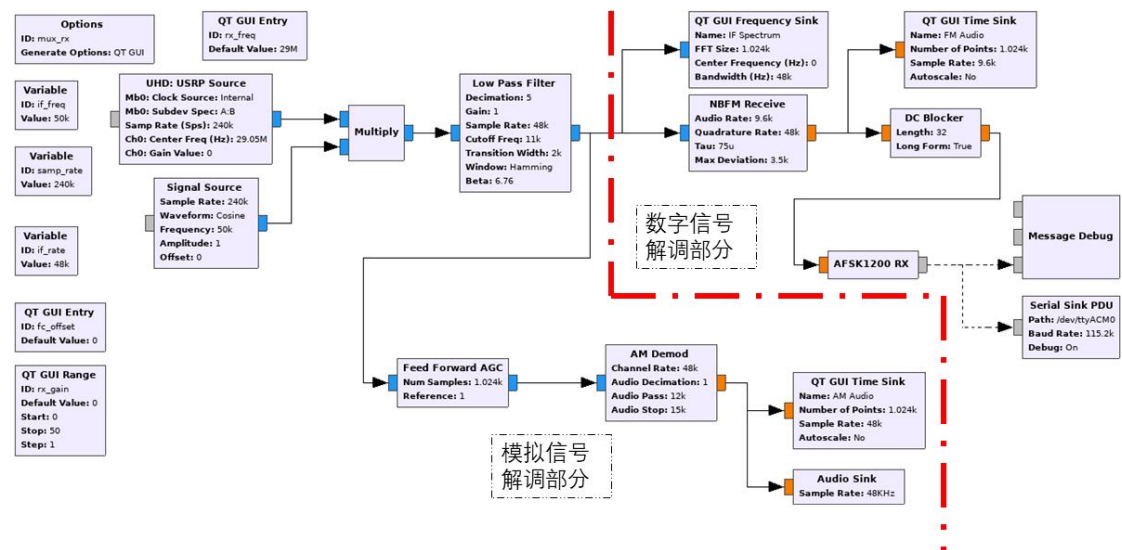 Options
ID: mux_rx
Generate Options: QT GUI
QT GUI Entry
ID: rx_freq
Default Value: 29M
Variable
ID: if_freq
Value: 50k
Variable
ID: samp_rate
Value: 240k
Variable
ID: if_rate
Value: 48k
QT GUI Entry
ID: fc_offset
Default Value: 0
QT GUI Range
ID: rx_gain
Default Value: 0
Start: 0
Stop: 50
Step: 1
UHD: USRP Source
Mb0: Clock Source: Internal
Mb0: Subdev Spec: A:B
Samp Rate (Sps): 240k
Ch0: Center Freq (Hz): 29.05M
Ch0: Gain Value: 0
Signal Source
Sample Rate: 240k
Waveform: Cosine
Frequency: 50k
Amplitude: 1
Offset: 0
Multiply
Low Pass Filter
Decimation: 5
Gain: 1
Sample Rate: 48k
Cutoff Freq: 11k
Transition Width: 2k
Window: Hamming
Beta: 6.76
QT GUI Frequency Sink
Name: IF Spectrum
FFT Size: 1.024k
Center Frequency (Hz): 0
Bandwidth (Hz): 48k
QT GUI Time Sink
Name: FM Audio
Number of Points: 1.024k
Sample Rate: 9.6k
Autoscale: No
NBFM Receive
Audio Rate: 9.6k
Quadrature Rate: 48k
Tau: 75u
Max Deviation: 3.5k
DC Blocker
Length: 32
Long Form: True
数字信号
解调部分
AFSK1200 RX
Message Debug
Serial Sink PDU
Path: /dev/ttyACM0
Baud Rate: 115.2k
Debug: On
Feed Forward AGC
Num Samples: 1.024k
Reference: 1
AM Demod
Channel Rate: 48k
Audio Decimation: 1
Audio Pass: 12k
Audio Stop: 15k
QT GUI Time Sink
Name: AM Audio
Number of Points: 1.024k
Sample Rate: 48k
Autoscale: No
Audio Sink
Sample Rate: 48KHz
模拟信号
解调部分